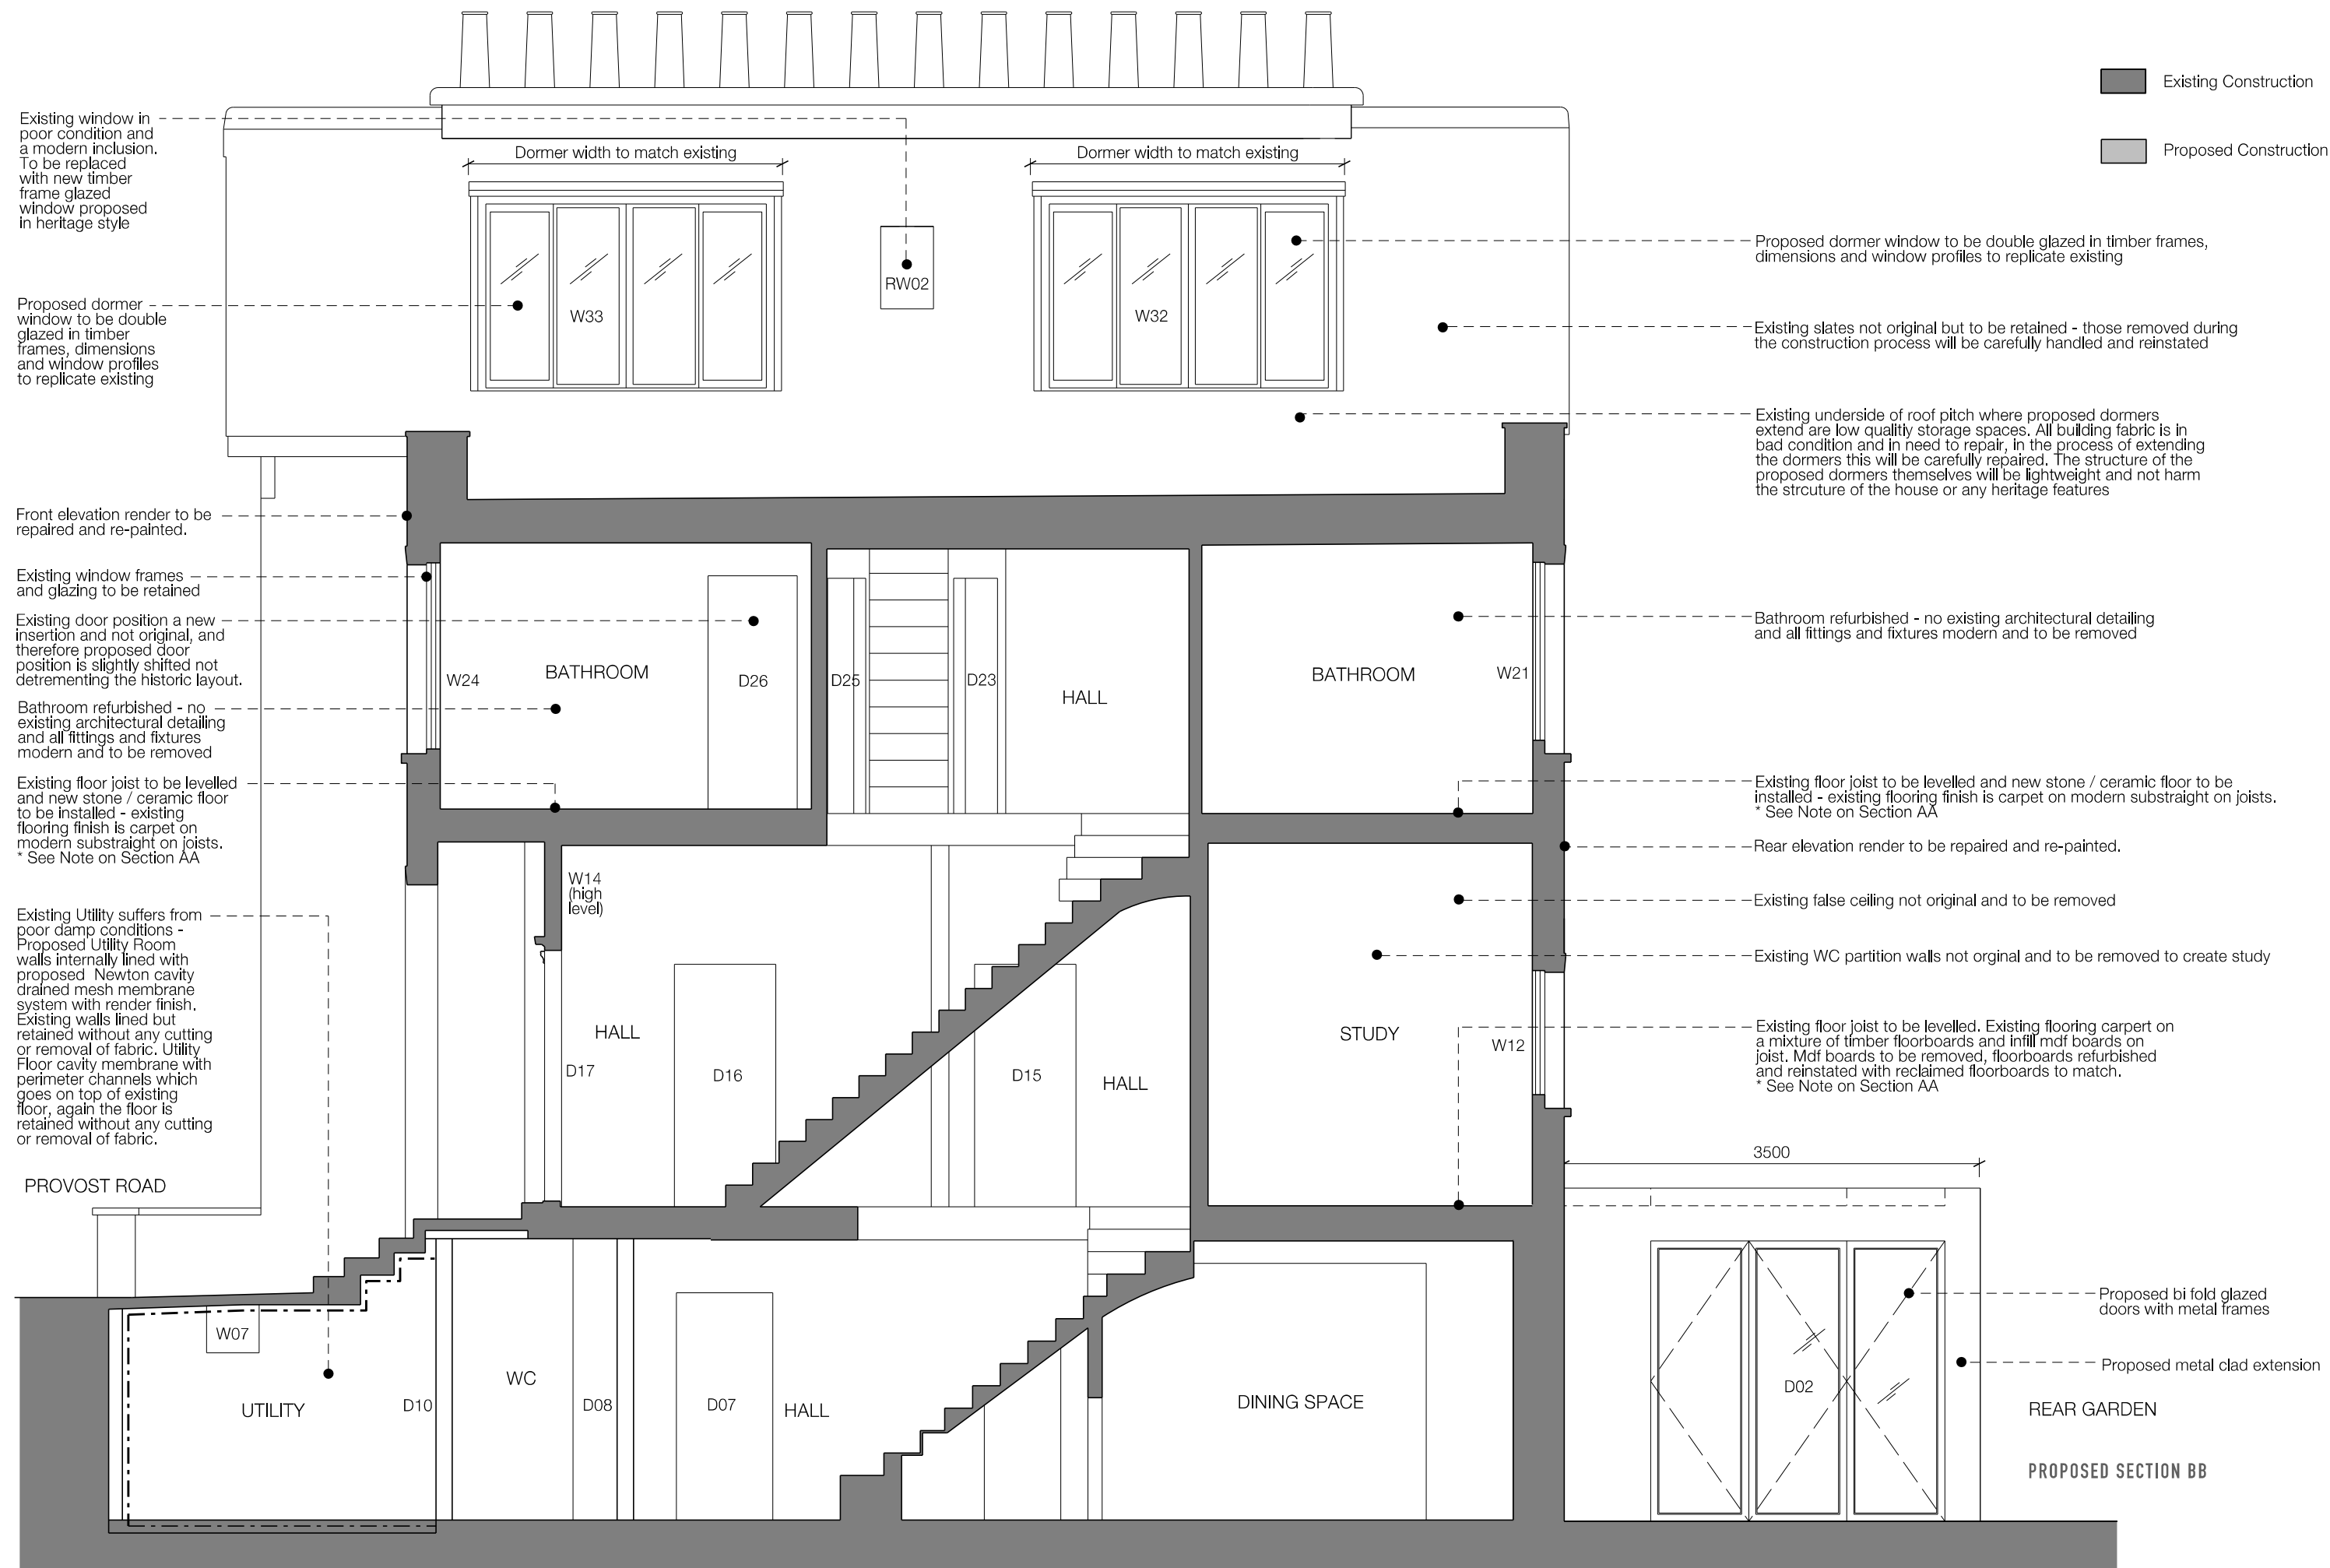 Existing Construction
Proposed Construction
Existing window in
poor condition and
a modern inclusion.
To be replaced
with new timber
frame glazed
window proposed
in heritage style
Dormer width to match existing
Dormer width to match existing
W33
RW02
W32
Proposed dormer
window to be double
glazed in timber
frames, dimensions
and window profiles
to replicate existing
Proposed dormer window to be double glazed in timber frames,
dimensions and window profiles to replicate existing
Existing slates not original but to be retained - those removed during
the construction process will be carefully handled and reinstated
Existing underside of roof pitch where proposed dormers
extend are low qualitiy storage spaces. All building fabric is in
bad condition and in need to repair, in the process of extending
the dormers this will be carefully repaired. The structure of the
proposed dormers themselves will be lightweight and not harm
the strcuture of the house or any heritage features
Front elevation render to be
repaired and re-painted.
Existing window frames
and glazing to be retained
Existing door position a new
insertion and not original, and
therefore proposed door
position is slightly shifted not
detrementing the historic layout.
Bathroom refurbished - no
existing architectural detailing
and all fittings and fixtures
modern and to be removed
Existing floor joist to be levelled
and new stone / ceramic floor
to be installed - existing
flooring finish is carpet on
modern substraight on joists.
* See Note on Section AA
W24
BATHROOM
D26
D25
D23
HALL
BATHROOM
W21
Bathroom refurbished - no existing architectural detailing
and all fittings and fixtures modern and to be removed
Existing floor joist to be levelled and new stone / ceramic floor to be
installed - existing flooring finish is carpet on modern substraight on joists.
* See Note on Section AA
Rear elevation render to be repaired and re-painted.
Existing false ceiling not original and to be removed
Existing WC partition walls not orginal and to be removed to create study
Existing floor joist to be levelled. Existing flooring carpert on
a mixture of timber floorboards and infill mdf boards on
joist. Mdf boards to be removed, floorboards refurbished
and reinstated with reclaimed floorboards to match.
* See Note on Section AA
Existing Utility suffers from
poor damp conditions -
Proposed Utility Room
walls internally lined with
proposed Newton cavity
drained mesh membrane
system with render finish.
Existing walls lined but
retained without any cutting
or removal of fabric. Utility
Floor cavity membrane with
perimeter channels which
goes on top of existing
floor, again the floor is
retained without any cutting
or removal of fabric.
W14
(high
level)
HALL
D17
D16
D15
HALL
STUDY
W12
3500
PROVOST ROAD
W07
UTILITY
D10
WC
D08
D07
HALL
DINING SPACE
D02
Proposed bi fold glazed
doors with metal frames
Proposed metal clad extension
REAR GARDEN
PROPOSED SECTION BB